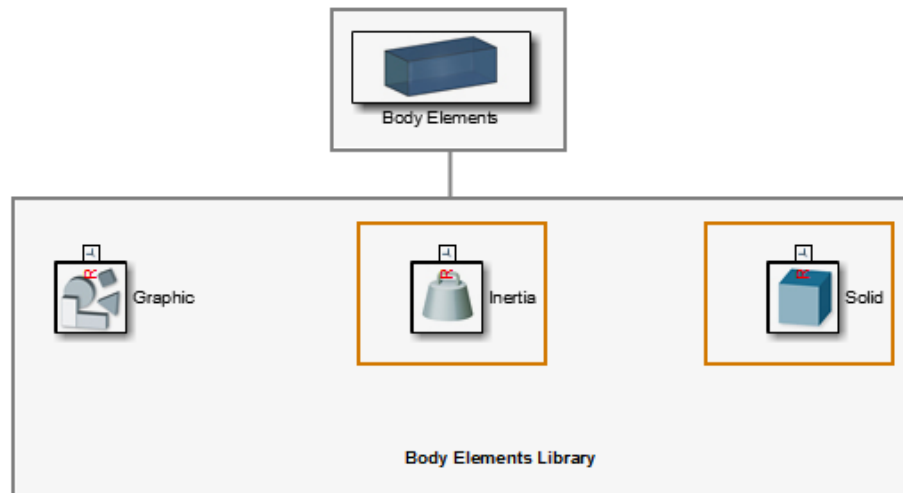 Body Elements
R
Graphic
R
Inertia
R
Solid
Body Elements Library